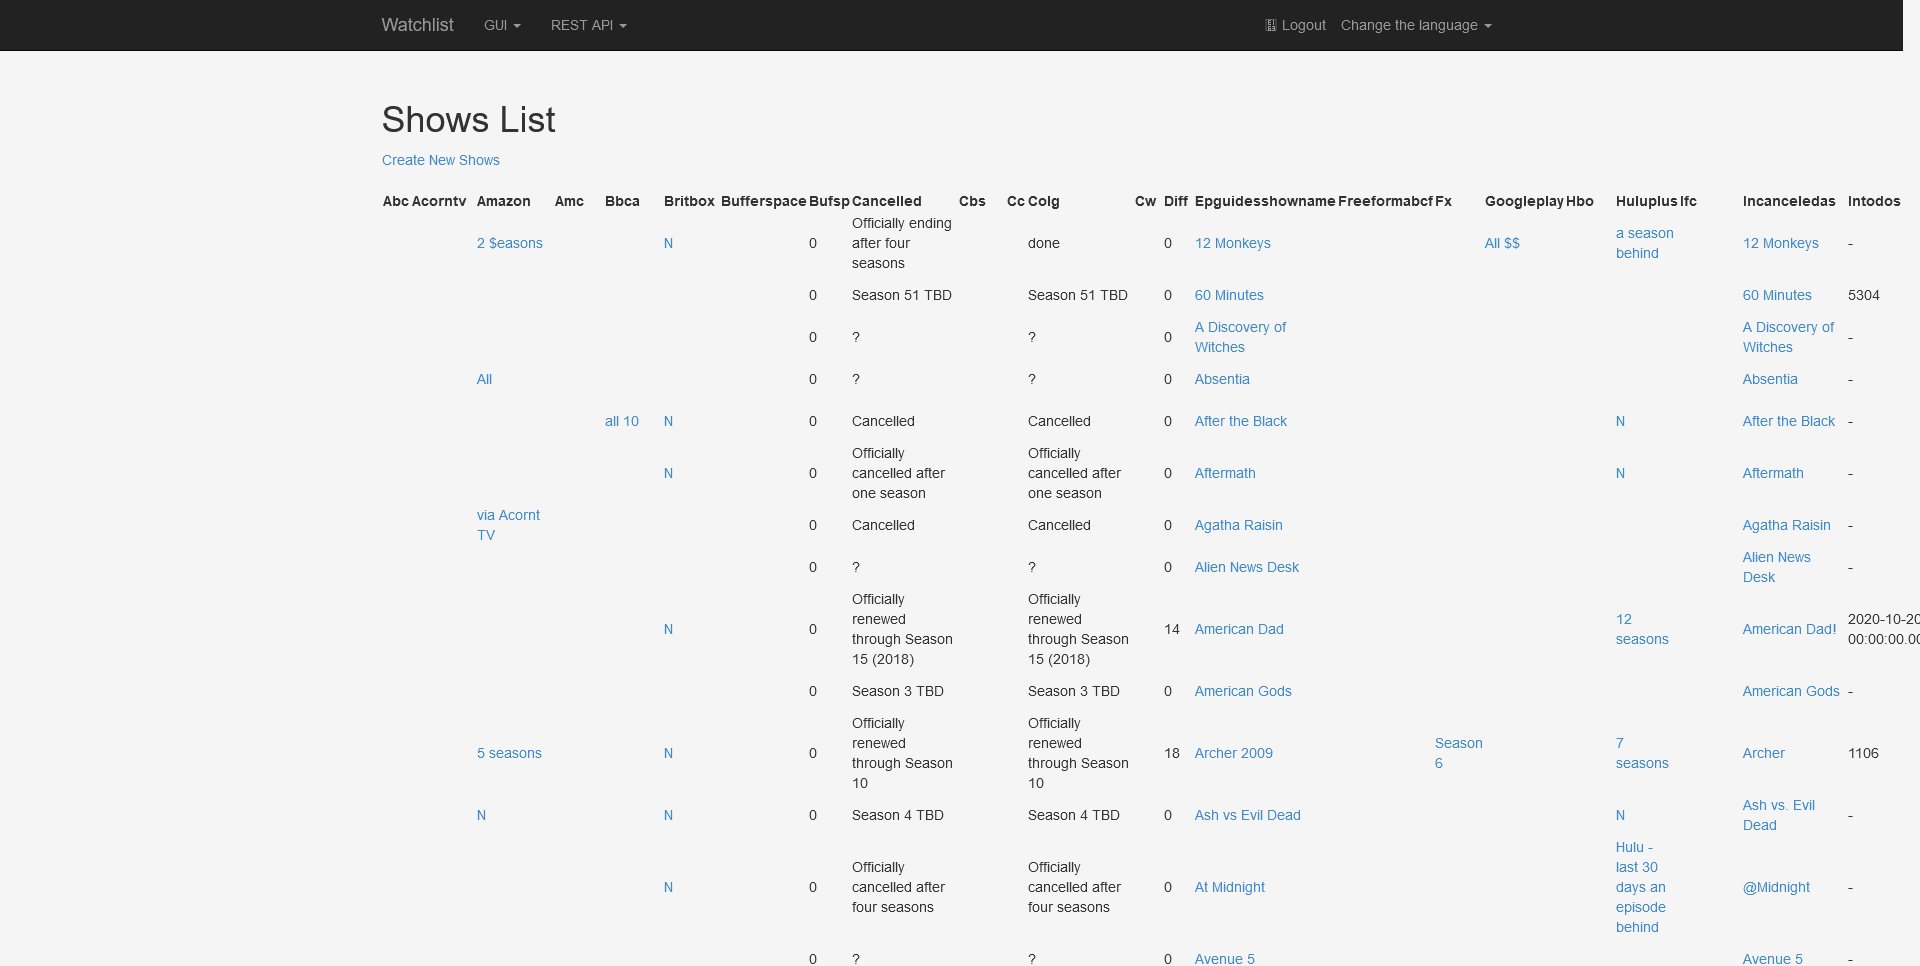 Watchlist GUI REST API Logout Change the language
Shows List
Create New Shows
Abc Acorntv Amazon Amc Bbca Britbox Bufferspace Bufsp Cancelled Cbs Cc Colg Cw Diff Epguidesshowname Freeformabcf Fx Googleplay Hbo Huluplus Ifc Incanceledas Intodos
2 $easons N 0 Officially ending after four seasons done 0 12 Monkeys All $$ a season behind 12 Monkeys -
0 Season 51 TBD Season 51 TBD 0 60 Minutes 60 Minutes 5304
0 ? ? 0 A Discovery of Witches A Discovery of Witches -
All 0 ? ? 0 Absentia Absentia -
all 10 N 0 Cancelled Cancelled 0 After the Black N After the Black -
N 0 Officially cancelled after one season Officially cancelled after one season 0 Aftermath N Aftermath -
via Acornt TV 0 Cancelled Cancelled 0 Agatha Raisin Agatha Raisin -
0 ? ? 0 Alien News Desk Alien News Desk -
N 0 Officially renewed through Season 15 (2018) Officially renewed through Season 15 (2018) 14 American Dad 12 seasons American Dad! 2020-10-20 00:00:00.00
0 Season 3 TBD Season 3 TBD 0 American Gods American Gods -
5 seasons N 0 Officially renewed through Season 10 Officially renewed through Season 10 18 Archer 2009 Season 6 7 seasons Archer 1106
N N 0 Season 4 TBD Season 4 TBD 0 Ash vs Evil Dead N Ash vs. Evil Dead -
N 0 Officially cancelled after four seasons Officially cancelled after four seasons 0 At Midnight Hulu - last 30 days an episode behind @Midnight -
0 ? ? 0 Avenue 5 Avenue 5 -